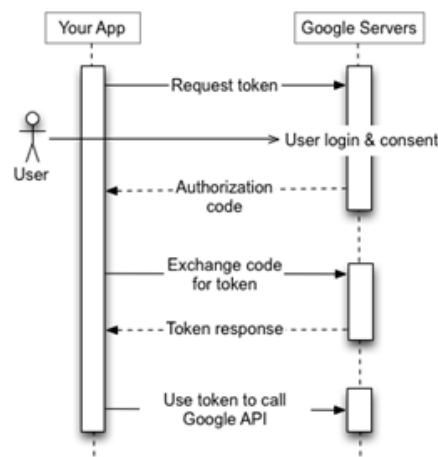 Your App
Google Servers
Request token
User login & consent
User
Authorization
code
Exchange code
for token
Token response
Use token to call
Google API